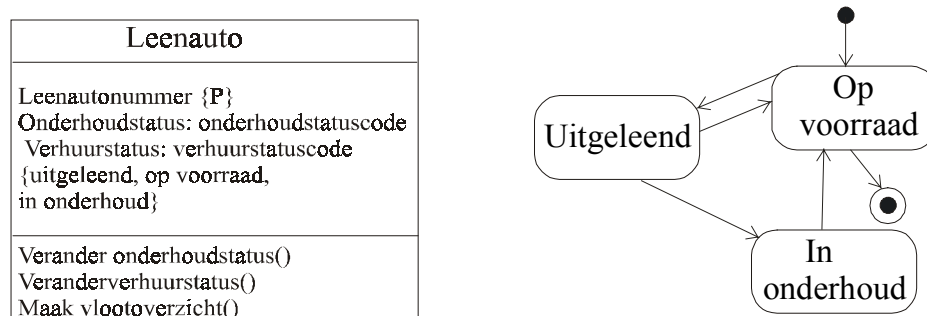 Leenauto
Leenautonummer {P}
Onderhoudstatus: onderhoudstatuscode
Verhuurstatus: verhuurstatuscode
{uitgeleend, op voorraad,
in onderhoud}
Verander onderhoudstatus()
Veranderverhuurstatus()
Maak vlootoverzicht()
Uitgeleend
Op
voorraad
In
onderhoud